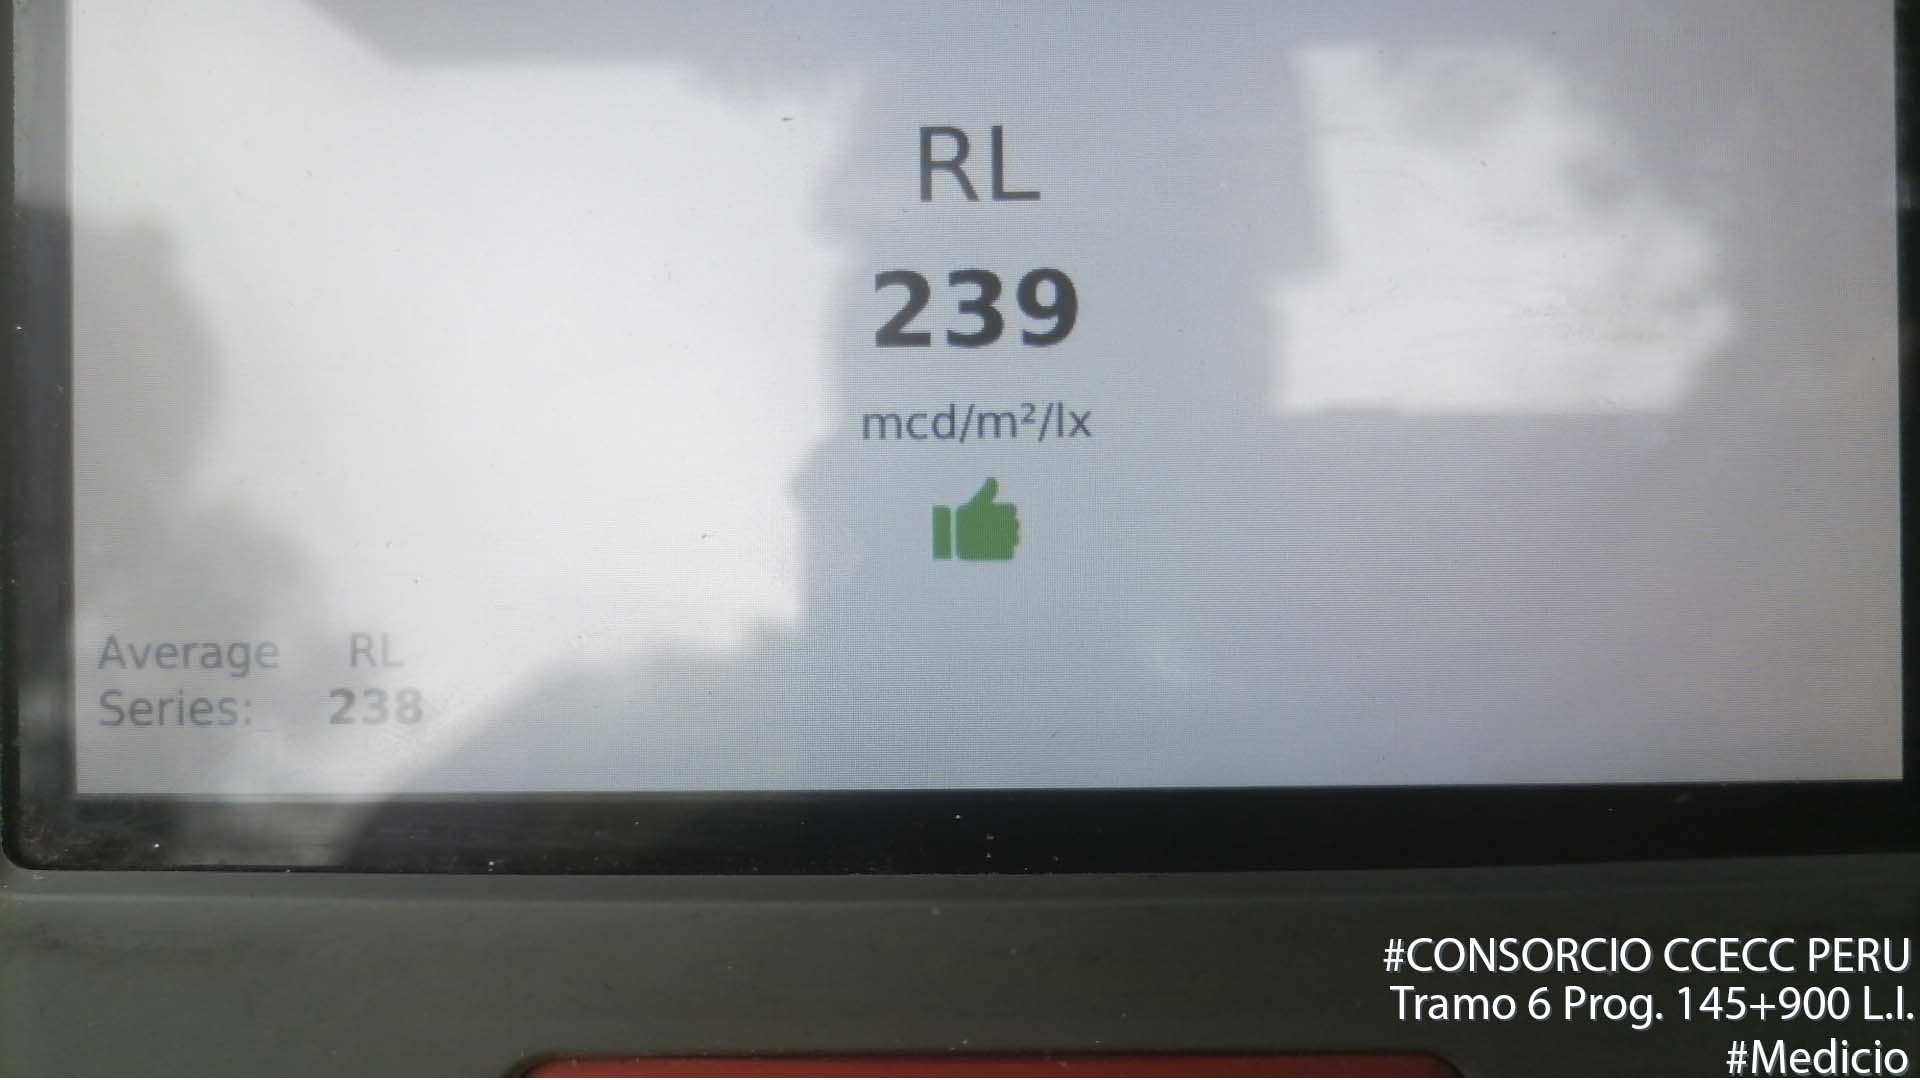 RL
239
mcd/m²/lx
Average RL
Series: 238
#CONSORCIO CCECC PERU
Tramo 6 Prog. 145+900 L.I.
#Medicio